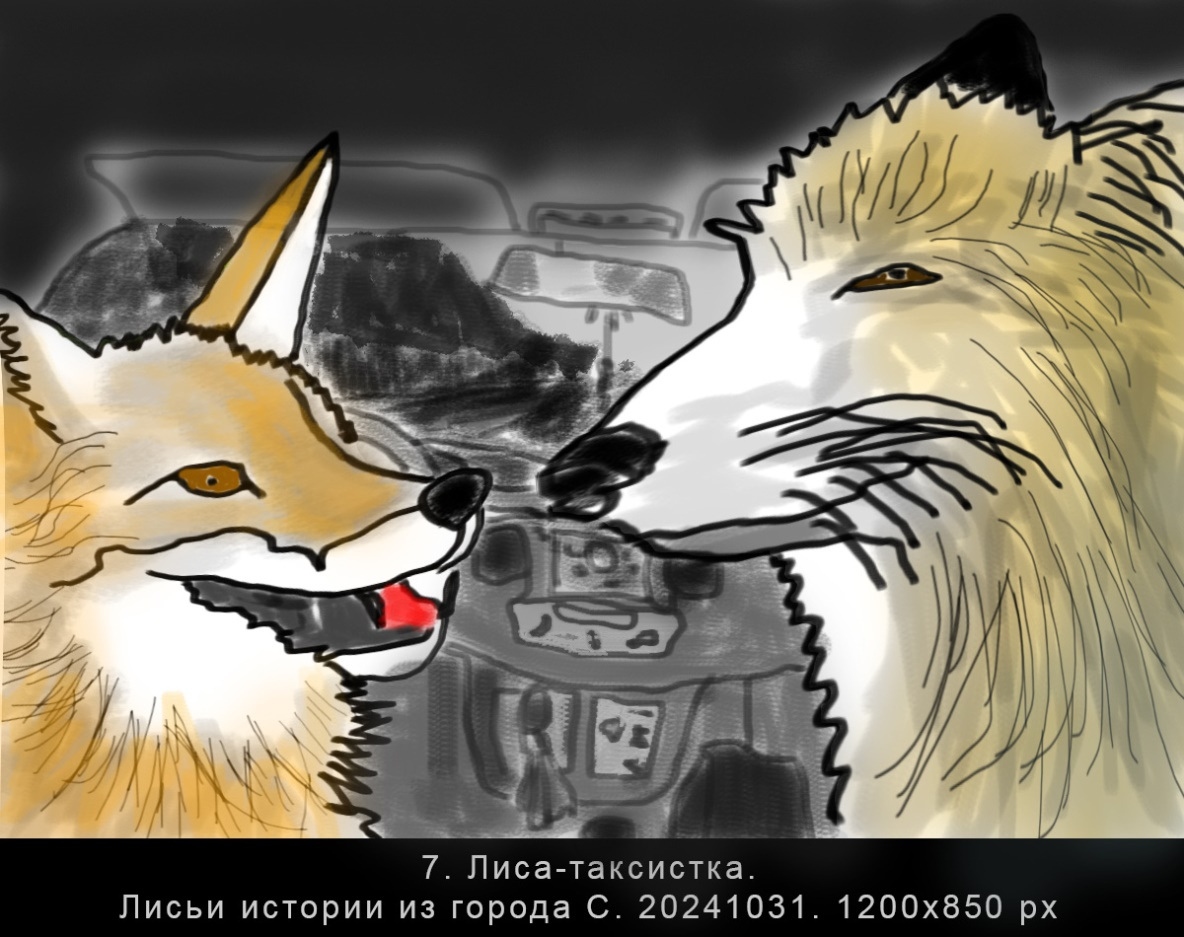 7. Лиса-таксистка.
Лисьи истории из города С. 20241031. 1200x850 px